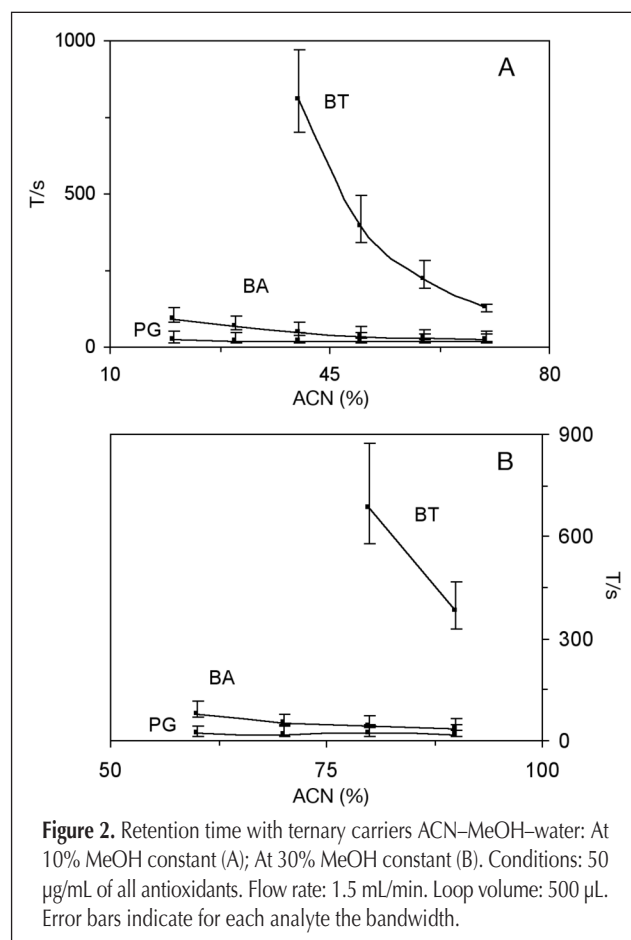 1000
A
BT
T/s
500
BA
PG
0
10
45
80
ACN (%)
900
B
BT
600
T/s
300
BA
PG
0
50
75
100
ACN (%)
Figure 2. Retention time with ternary carriers ACN–MeOH–water: At
10% MeOH constant (A); At 30% MeOH constant (B). Conditions: 50
µg/mL of all antioxidants. Flow rate: 1.5 mL/min. Loop volume: 500 µL.
Error bars indicate for each analyte the bandwidth.